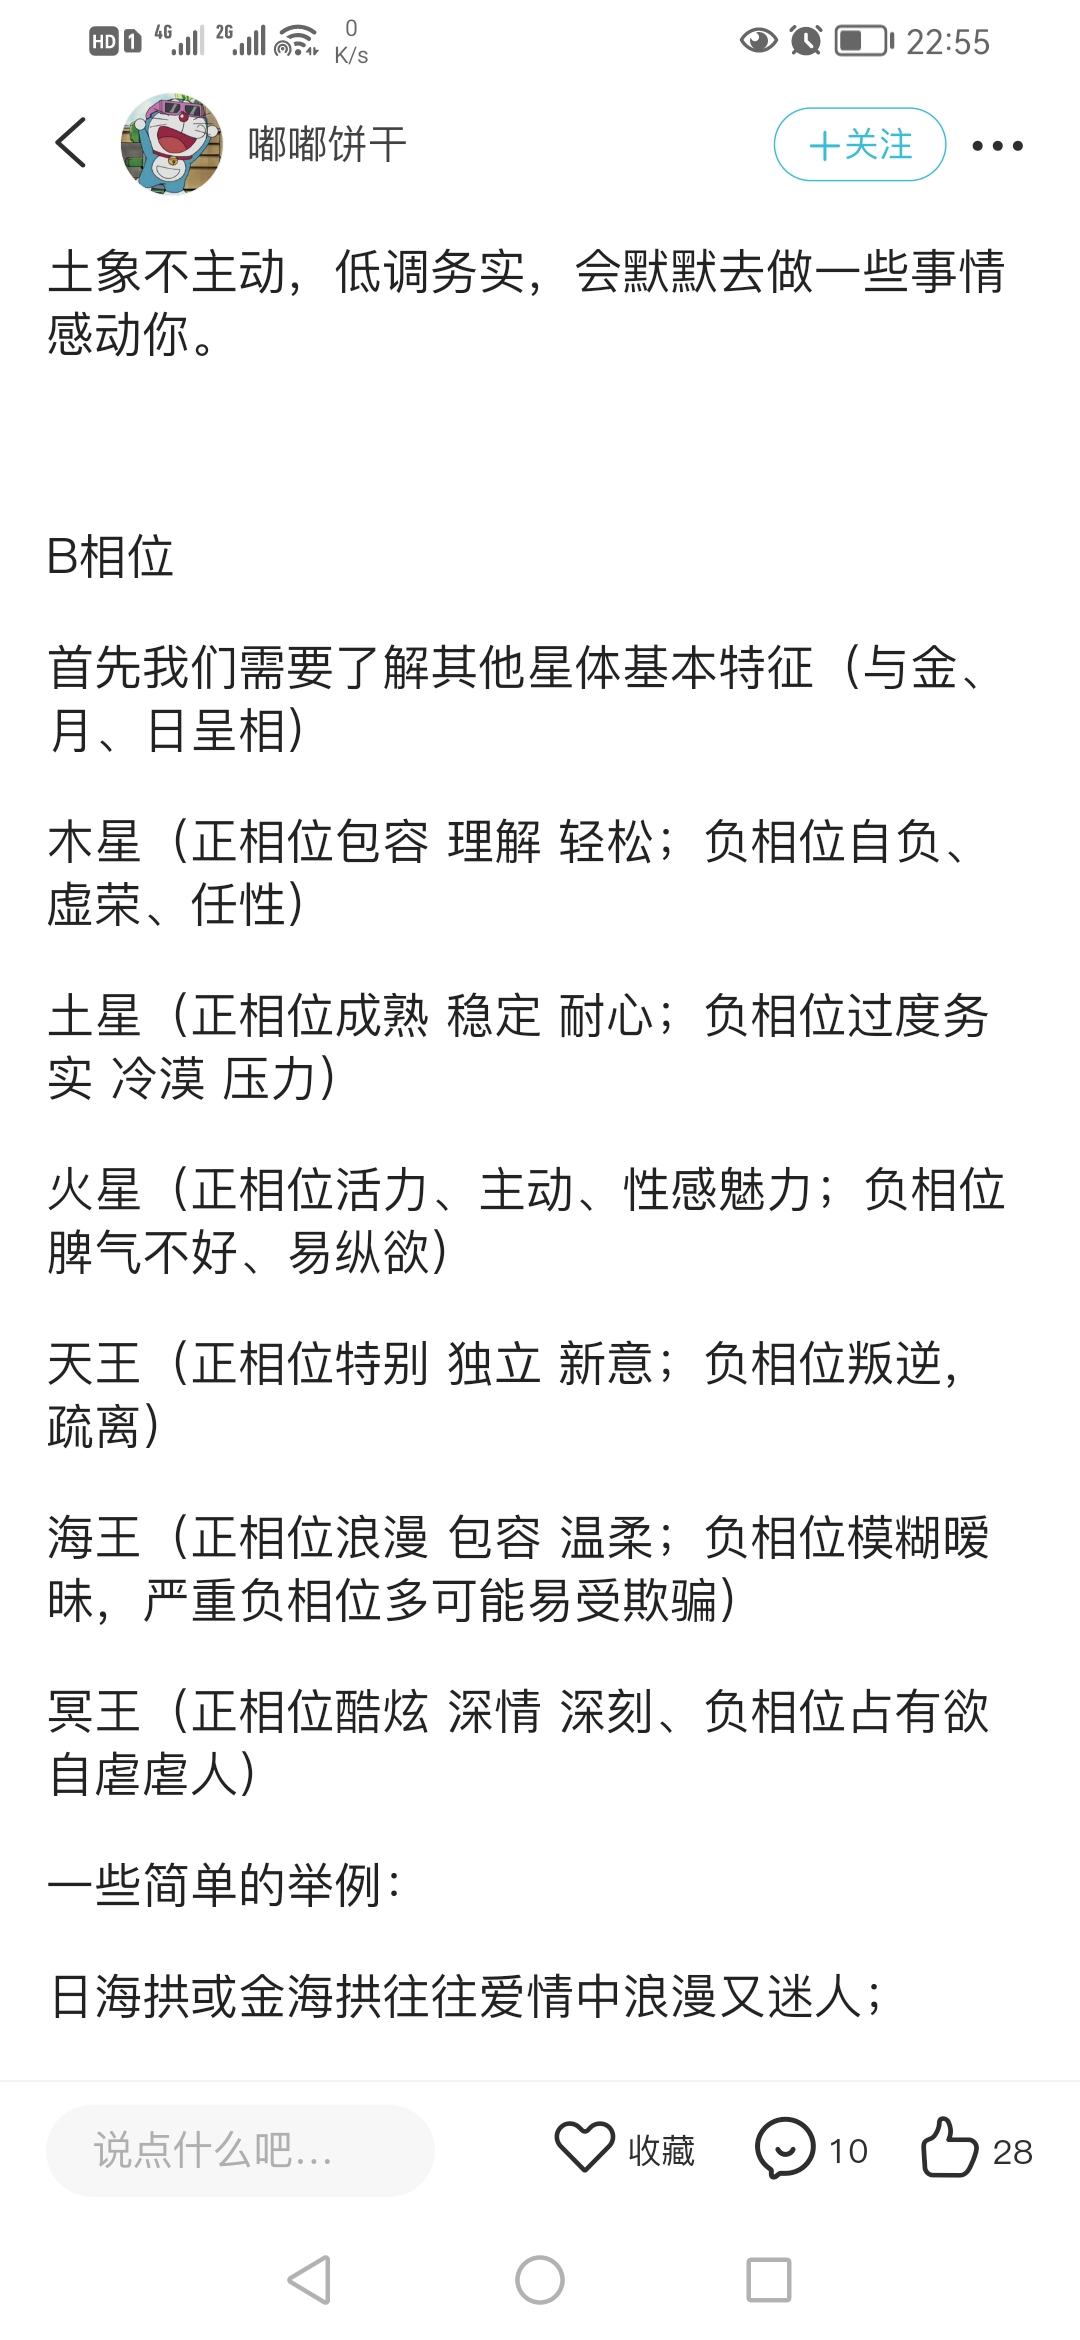 HD 1 4G 2G 0 K/s 22:55
嘟嘟饼干 +关注
土象不主动，低调务实，会默默去做一些事情
感动你。
B相位
首先我们需要了解其他星体基本特征（与金、
月、日呈相）
木星（正相位包容 理解 轻松；负相位自负、
虚荣、任性）
土星（正相位成熟 稳定 耐心；负相位过度务
实 冷漠 压力）
火星（正相位活力、主动、性感魅力；负相位
脾气不好、易纵欲）
天王（正相位特别 独立 新意；负相位叛逆，
疏离）
海王（正相位浪漫 包容 温柔；负相位模糊暧
昧，严重负相位多可能易受欺骗）
冥王（正相位酷炫 深情 深刻、负相位占有欲
自虐虐人）
一些简单的举例：
日海拱或金海拱往往爱情中浪漫又迷人；
说点什么吧... 收藏 10 28